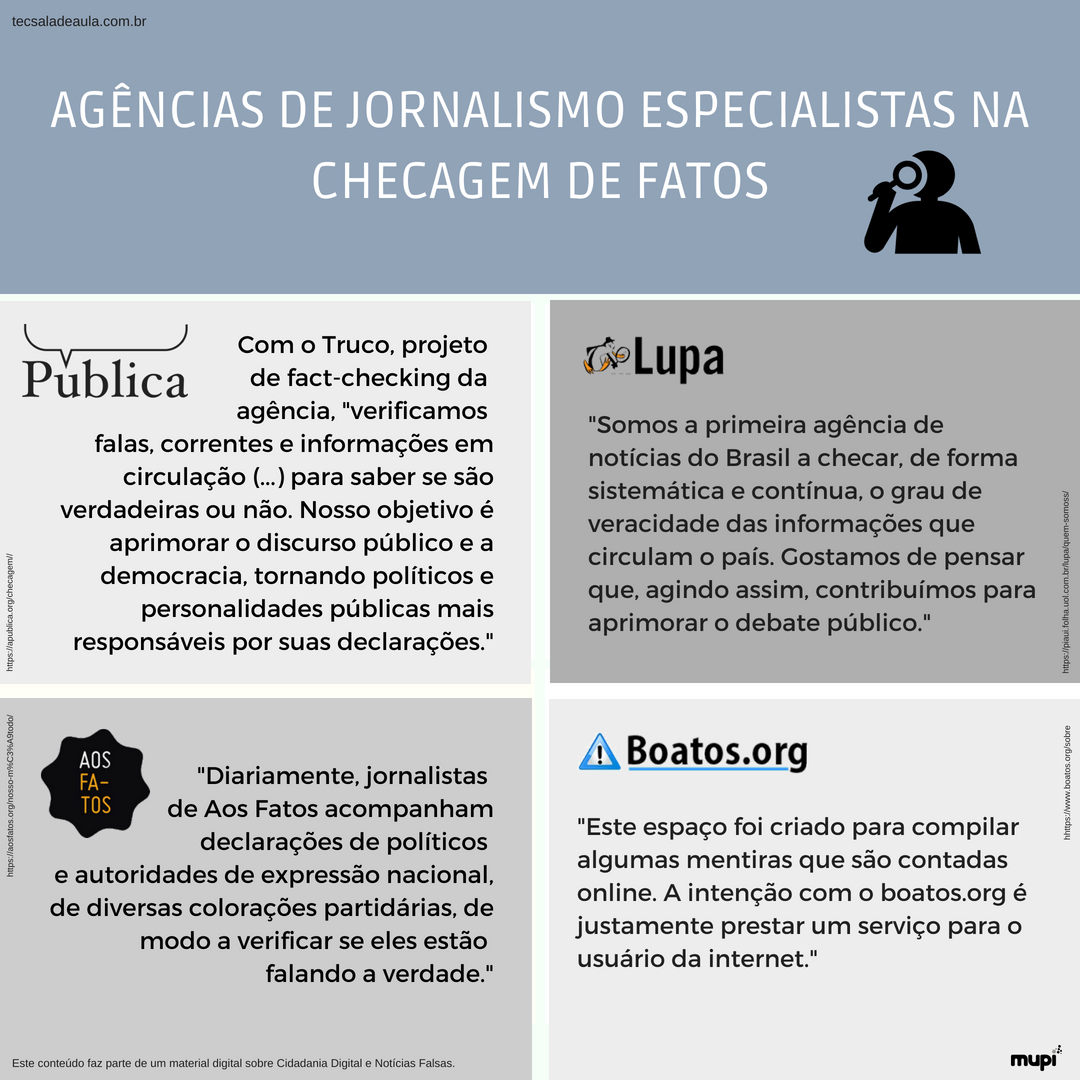 tecsaladeaula.com.br
AGÊNCIAS DE JORNALISMO ESPECIALISTAS NA
CHECAGEM DE FATOS
Pública
Com o Truco, projeto
de fact-checking da
agência, "verificamos
falas, correntes e informações em
circulação (...) para saber se são
verdadeiras ou não. Nosso objetivo é
aprimorar o discurso público e a
democracia, tornando políticos e
personalidades públicas mais
responsáveis por suas declarações."
https://apublica.org/checagem//
Lupa
"Somos a primeira agência de
notícias do Brasil a checar, de forma
sistemática e contínua, o grau de
veracidade das informações que
circulam o país. Gostamos de pensar
que, agindo assim, contribuímos para
aprimorar o debate público."
https://piaui.folha.uol.com.br/lupa/quem-somoss/
AOS
FA-
TOS
"Diariamente, jornalistas
de Aos Fatos acompanham
declarações de políticos
e autoridades de expressão nacional,
de diversas colorações partidárias, de
modo a verificar se eles estão
falando a verdade."
https://aosfatos.org/nosso-m%C3%A9todo/
Boatos.org
"Este espaço foi criado para compilar
algumas mentiras que são contadas
online. A intenção com o boatos.org é
justamente prestar um serviço para o
usuário da internet."
hhttps://www.boatos.org/sobre
Este conteúdo faz parte de um material digital sobre Cidadania Digital e Notícias Falsas.
mupi